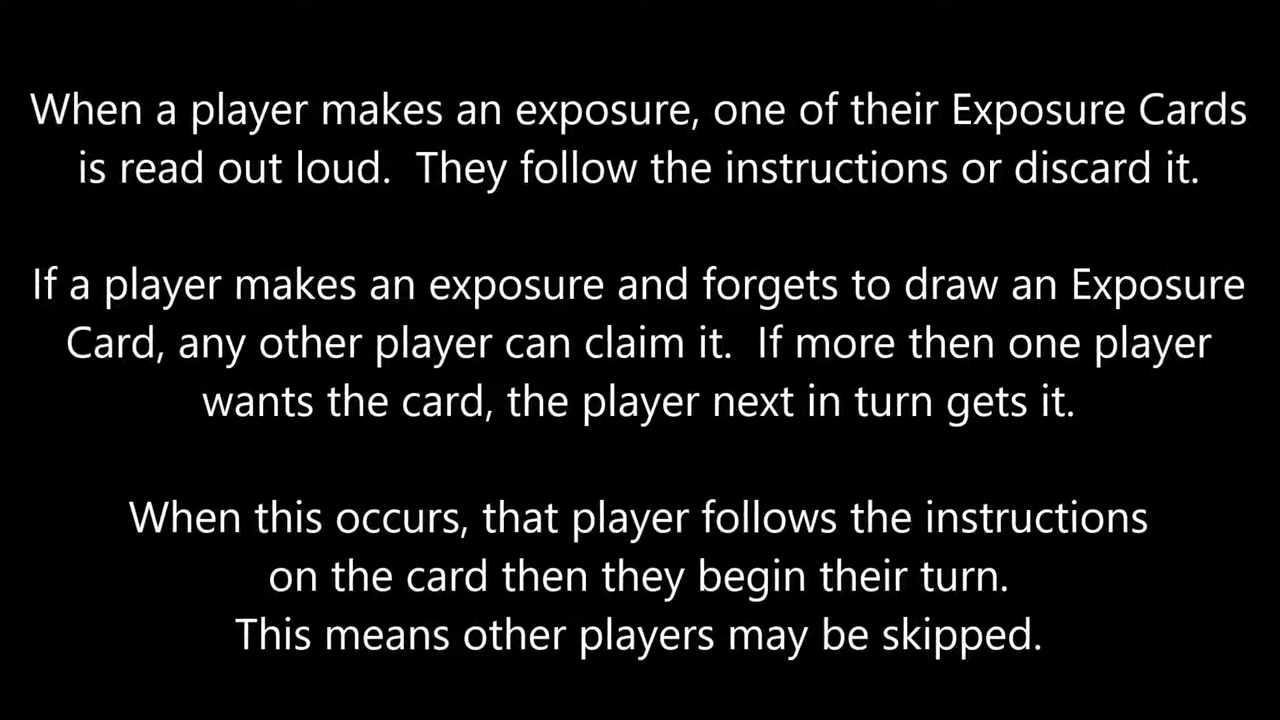 When a player makes an exposure, one of their Exposure Cards
is read out loud.  They follow the instructions or discard it.
If a player makes an exposure and forgets to draw an Exposure
Card, any other player can claim it.  If more then one player
wants the card, the player next in turn gets it.
When this occurs, that player follows the instructions
on the card then they begin their turn.
This means other players may be skipped.